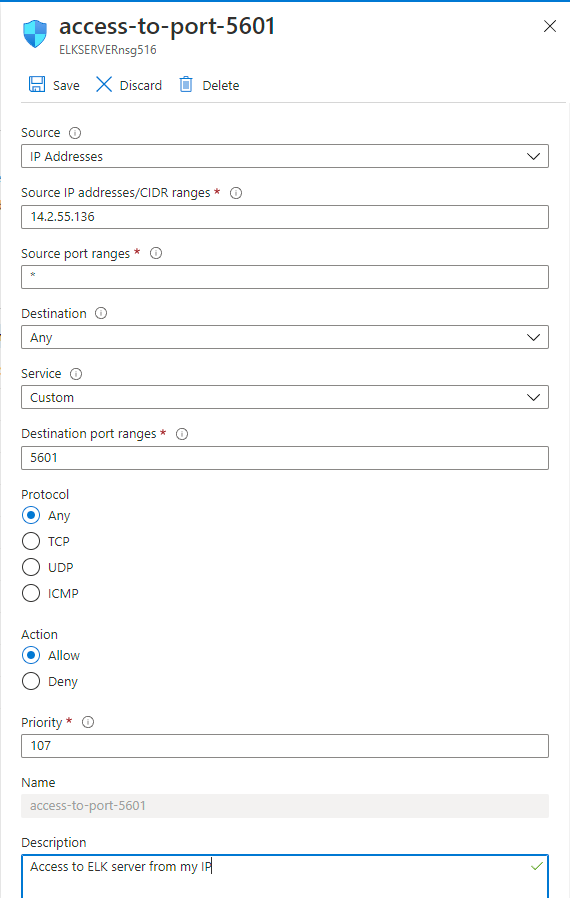 access-to-port-5601
ELKSERVERnsg516
Save Discard Delete
Source
IP Addresses
Source IP addresses/CIDR ranges *
14.2.55.136
Source port ranges *
*
Destination
Any
Service
Custom
Destination port ranges *
5601
Protocol
Any
TCP
UDP
ICMP
Action
Allow
Deny
Priority *
107
Name
access-to-port-5601
Description
Access to ELK server from my IP